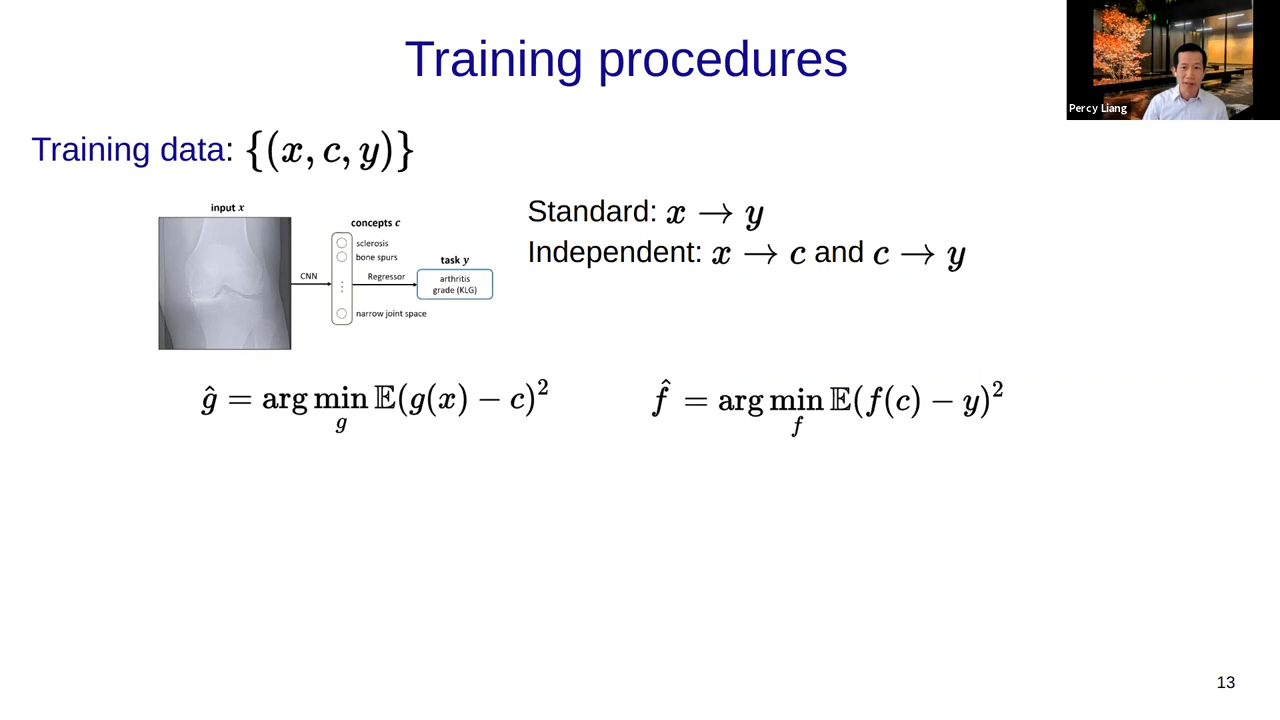 Training procedures
Percy Liang
Training data: {(x, c, y)}
input x
concepts c
sclerosis
bone spurs
task y
CNN
Regressor
arthritis
grade (KLG)
narrow joint space
Standard: x → y
Independent: x → c and c → y
ĝ = arg min_g 𝔼(g(x) − c)²
f̂ = arg min_f 𝔼(f(c) − y)²
13